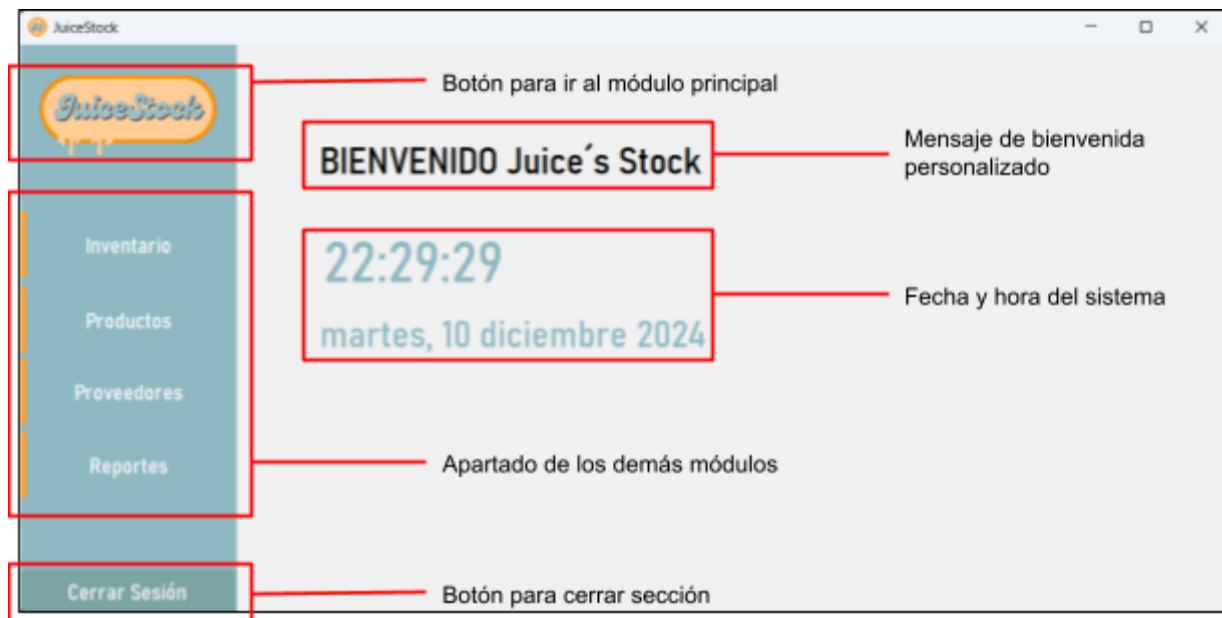 JuiceStock
JuiceStock
Botón para ir al módulo principal
BIENVENIDO Juice´s Stock
Mensaje de bienvenida
personalizado
Inventario
22:29:29
Fecha y hora del sistema
Productos
martes, 10 diciembre 2024
Proveedores
Reportes
Apartado de los demás módulos
Cerrar Sesión
Botón para cerrar sección